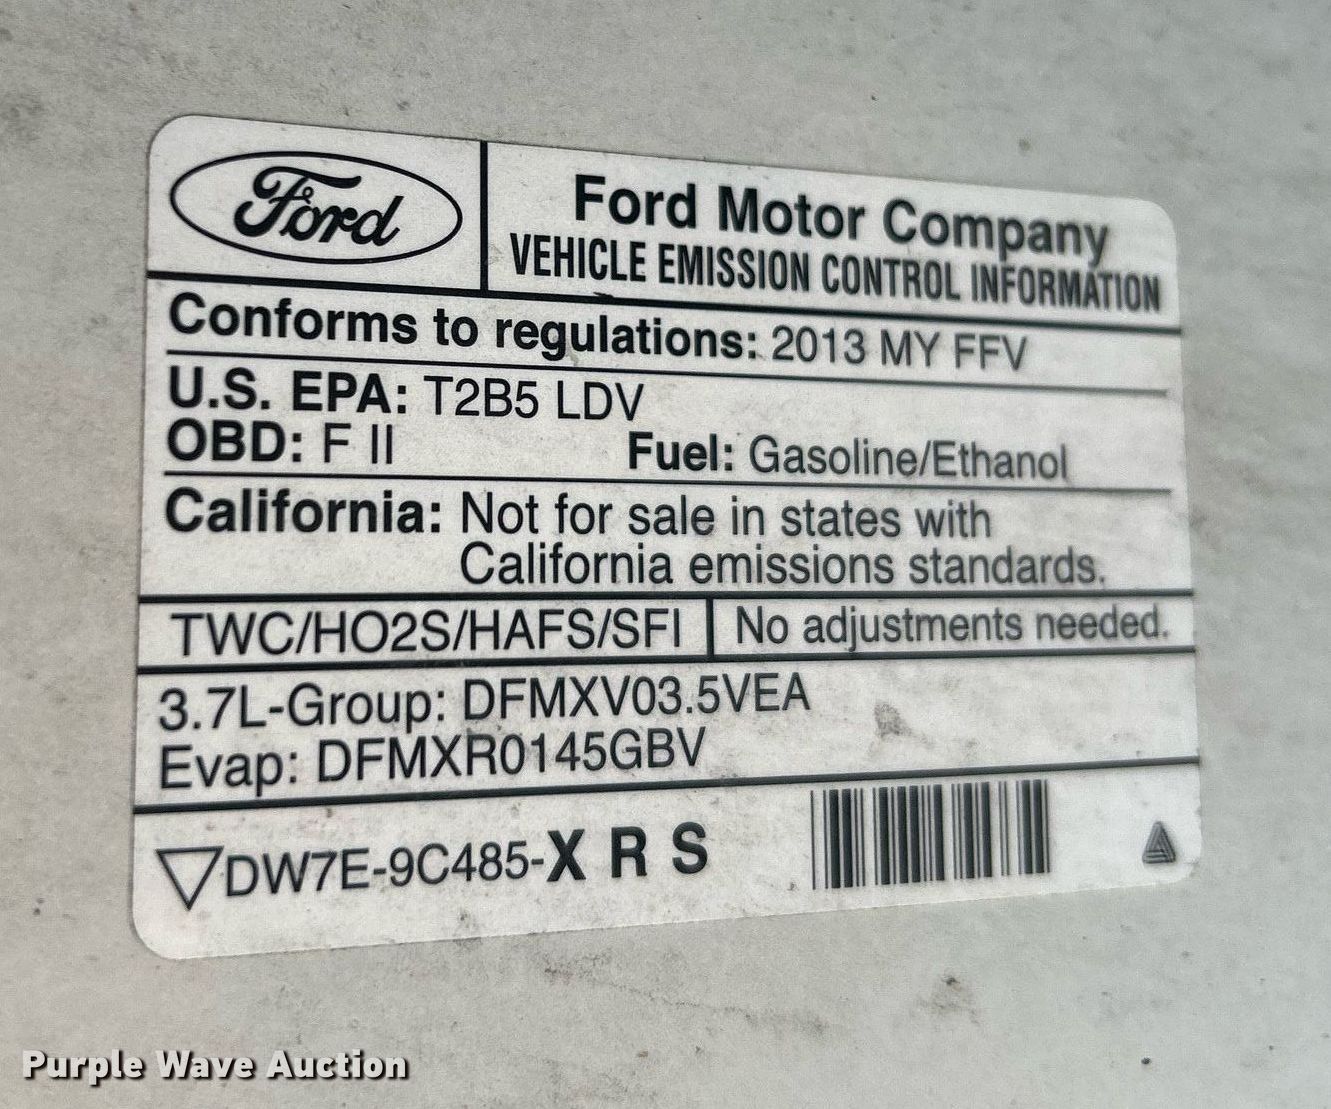 Ford
Ford Motor Company
VEHICLE EMISSION CONTROL INFORMATION
Conforms to regulations: 2013 MY FFV
U.S. EPA: T2B5 LDV
OBD: F II Fuel: Gasoline/Ethanol
California: Not for sale in states with
California emissions standards.
TWC/HO2S/HAFS/SFI No adjustments needed.
3.7L-Group: DFMXV03.5VEA
Evap: DFMXR0145GBV
DW7E-9C485-X R S
Purple Wave Auction